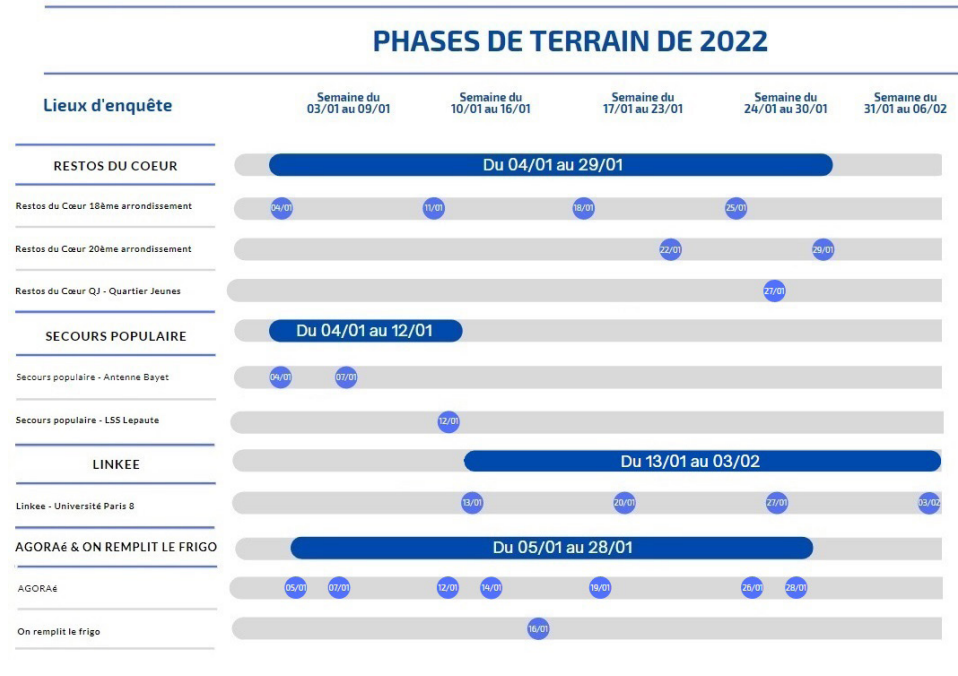 PHASES DE TERRAIN DE 2022
Lieux d'enquête
Semaine du
03/01 au 09/01
Semaine du
10/01 au 16/01
Semaine du
17/01 au 23/01
Semaine du
24/01 au 30/01
Semaine du
31/01 au 06/02
RESTOS DU COEUR
Du 04/01 au 29/01
Restos du Cœur 18ème arrondissement
04/01
11/01
18/01
25/01
Restos du Cœur 20ème arrondissement
22/01
29/01
Restos du Cœur QJ - Quartier Jeunes
27/01
SECOURS POPULAIRE
Du 04/01 au 12/01
Secours populaire - Antenne Bayet
04/01
07/01
Secours populaire - LSS Lepaute
12/01
LINKEE
Du 13/01 au 03/02
Linkee - Université Paris 8
13/01
20/01
27/01
03/02
AGORAé & ON REMPLIT LE FRIGO
Du 05/01 au 28/01
AGORAé
05/01
07/01
12/01
14/01
19/01
26/01
28/01
On remplit le frigo
16/01